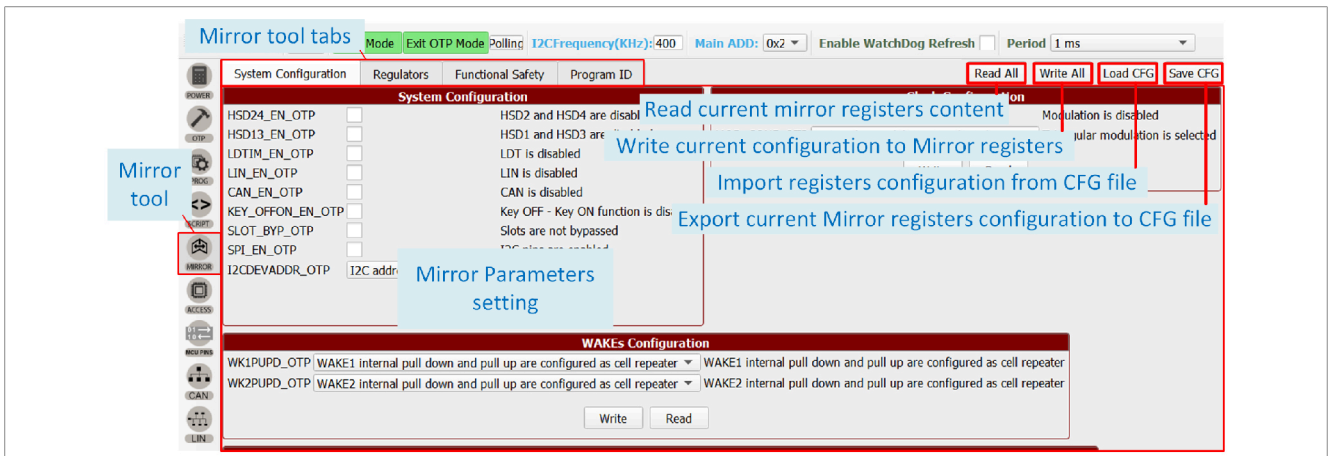 Mirror tool tabs
Mode Exit OTP Mode Polling I2CFrequency(KHz): 400 Main ADD: 0x2 Enable WatchDog Refresh Period 1 ms
System Configuration Regulators Functional Safety Program ID Read All Write All Load CFG Save CFG
POWER
OTP
PROG
SCRIPT
MIRROR
ACCESS
MCU PINS
CAN
LIN
Mirror
tool
System Configuration
HSD24_EN_OTP HSD2 and HSD4 are
HSD13_EN_OTP HSD1 and HSD3 are
LDTIM_EN_OTP LDT is disabled
LIN_EN_OTP LIN is disabled
CAN_EN_OTP CAN is disabled
KEY_OFFON_EN_OTP Key OFF - Key ON function is
SLOT_BYP_OTP Slots are not bypassed
SPI_EN_OTP
I2CDEVADDR_OTP I2C
Modulation is disabled
modulation is selected
Read current mirror registers content
Write current configuration to Mirror registers
Import registers configuration from CFG file
Export current Mirror registers configuration to CFG file
Mirror Parameters
setting
WAKEs Configuration
WK1PUPD_OTP WAKE1 internal pull down and pull up are configured as cell repeater WAKE1 internal pull down and pull up are configured as cell repeater
WK2PUPD_OTP WAKE2 internal pull down and pull up are configured as cell repeater WAKE2 internal pull down and pull up are configured as cell repeater
Write Read